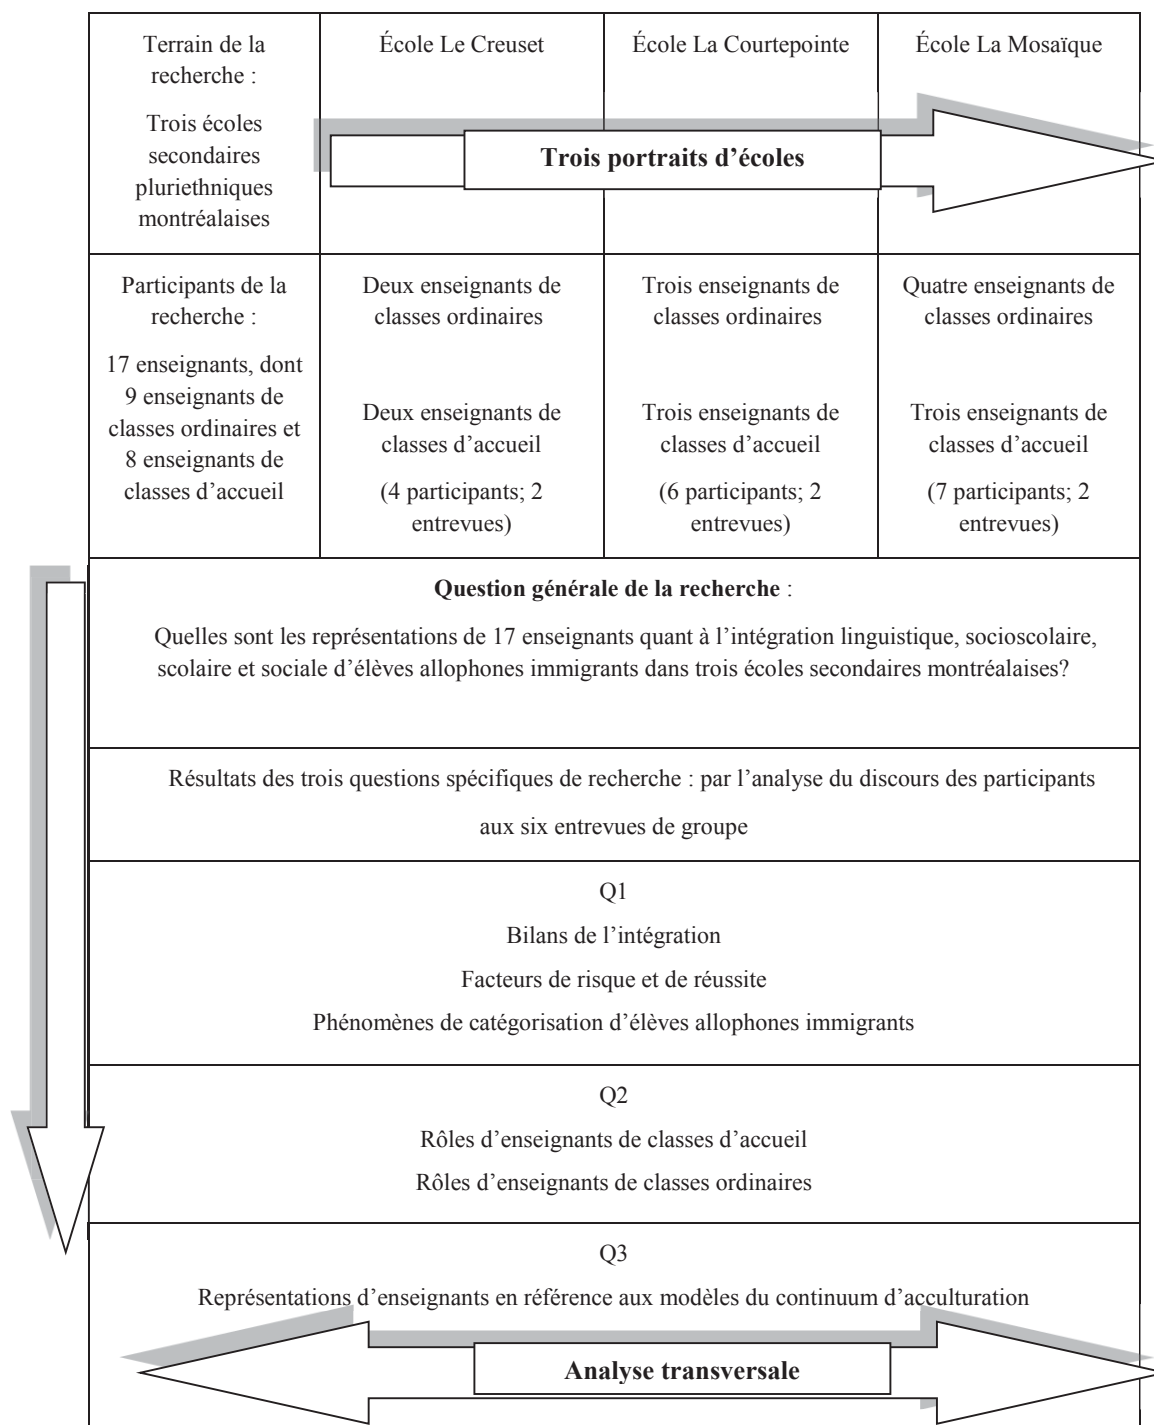 Terrain de la
recherche :
Trois écoles
secondaires
pluriethniques
montréalaises
École Le Creuset
École La Courtepointe
École La Mosaïque
Trois portraits d’écoles
Participants de la
recherche :
17 enseignants, dont
9 enseignants de
classes ordinaires et
8 enseignants de
classes d’accueil
Deux enseignants de
classes ordinaires
Deux enseignants de
classes d’accueil
(4 participants; 2
entrevues)
Trois enseignants de
classes ordinaires
Trois enseignants de
classes d’accueil
(6 participants; 2
entrevues)
Quatre enseignants de
classes ordinaires
Trois enseignants de
classes d’accueil
(7 participants; 2
entrevues)
Question générale de la recherche :
Quelles sont les représentations de 17 enseignants quant à l’intégration linguistique, socioscolaire,
scolaire et sociale d’élèves allophones immigrants dans trois écoles secondaires montréalaises?
Résultats des trois questions spécifiques de recherche : par l’analyse du discours des participants
aux six entrevues de groupe
Q1
Bilans de l’intégration
Facteurs de risque et de réussite
Phénomènes de catégorisation d’élèves allophones immigrants
Q2
Rôles d’enseignants de classes d’accueil
Rôles d’enseignants de classes ordinaires
Q3
Représentations d’enseignants en référence aux modèles du continuum d’acculturation
Analyse transversale